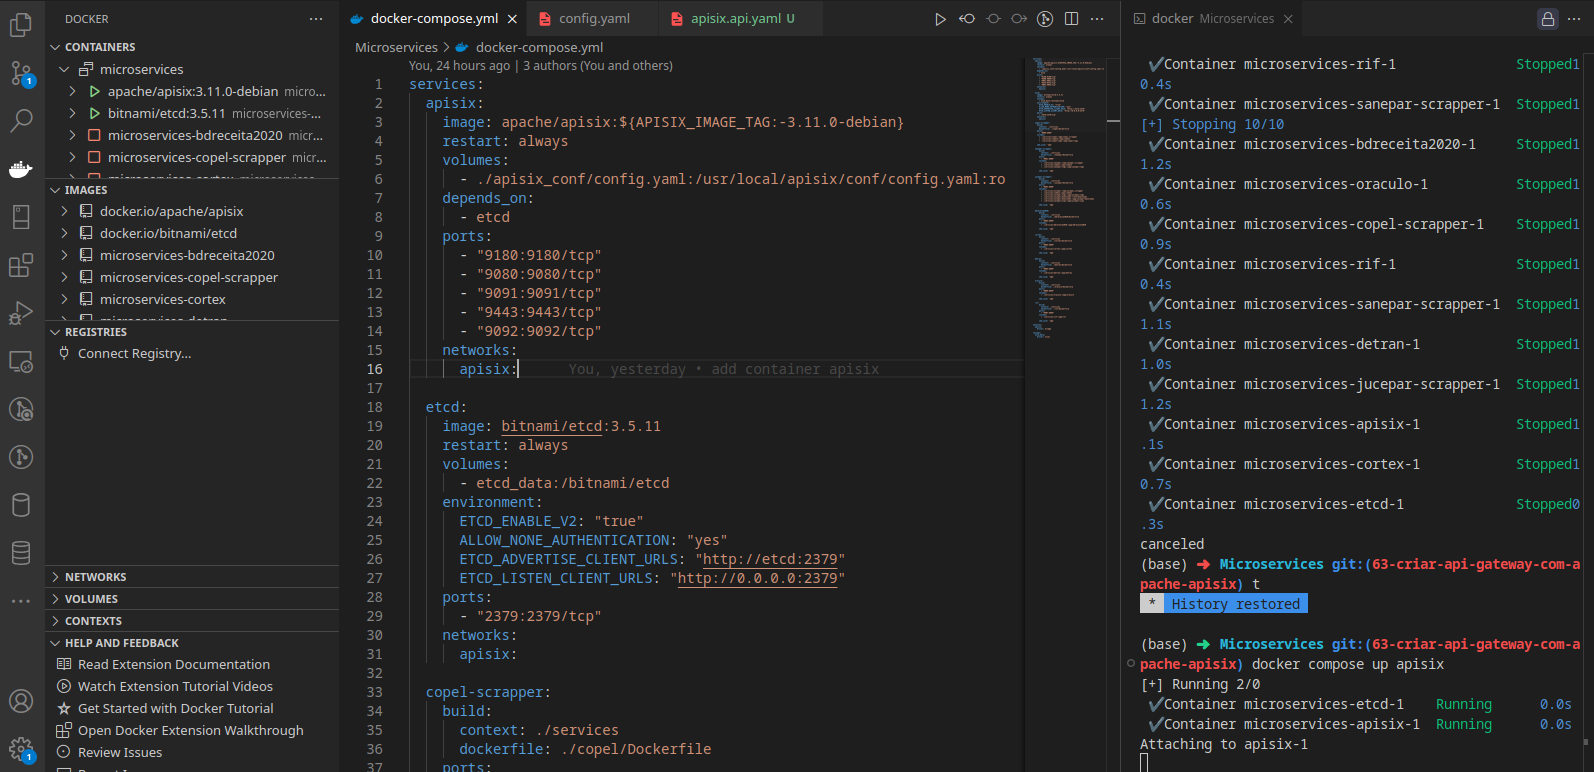 DOCKER
CONTAINERS
microservices
apache/apisix:3.11.0-debian micro...
bitnami/etcd:3.5.11 microservices-...
microservices-bdreceita2020 micr...
microservices-copel-scrapper micr...
microservices-cortex
IMAGES
docker.io/apache/apisix
docker.io/bitnami/etcd
microservices-bdreceita2020
microservices-copel-scrapper
microservices-cortex
microservices-detran
REGISTRIES
Connect Registry...
NETWORKS
VOLUMES
CONTEXTS
HELP AND FEEDBACK
Read Extension Documentation
Watch Extension Tutorial Videos
Get Started with Docker Tutorial
Open Docker Extension Walkthrough
Review Issues
1
1
docker-compose.yml
config.yaml
apisix.api.yaml U
Microservices > docker-compose.yml
You, 24 hours ago | 3 authors (You and others)
1 services:
2 apisix:
3 image: apache/apisix:${APISIX_IMAGE_TAG:-3.11.0-debian}
4 restart: always
5 volumes:
6 - ./apisix_conf/config.yaml:/usr/local/apisix/conf/config.yaml:ro
7 depends_on:
8 - etcd
9 ports:
10 - "9180:9180/tcp"
11 - "9080:9080/tcp"
12 - "9091:9091/tcp"
13 - "9443:9443/tcp"
14 - "9092:9092/tcp"
15 networks:
16 apisix: You, yesterday • add container apisix
17
18 etcd:
19 image: bitnami/etcd:3.5.11
20 restart: always
21 volumes:
22 - etcd_data:/bitnami/etcd
23 environment:
24 ETCD_ENABLE_V2: "true"
25 ALLOW_NONE_AUTHENTICATION: "yes"
26 ETCD_ADVERTISE_CLIENT_URLS: "http://etcd:2379"
27 ETCD_LISTEN_CLIENT_URLS: "http://0.0.0.0:2379"
28 ports:
29 - "2379:2379/tcp"
30 networks:
31 apisix:
32
33 copel-scrapper:
34 build:
35 context: ./services
36 dockerfile: ./copel/Dockerfile
37 ports:
docker Microservices
✔Container microservices-rif-1 Stopped1
0.4s
✔Container microservices-sanepar-scrapper-1 Stopped1
[+] Stopping 10/10
✔Container microservices-bdreceita2020-1 Stopped1
1.2s
✔Container microservices-oraculo-1 Stopped1
0.6s
✔Container microservices-copel-scrapper-1 Stopped1
0.9s
✔Container microservices-rif-1 Stopped1
0.4s
✔Container microservices-sanepar-scrapper-1 Stopped1
1.1s
✔Container microservices-detran-1 Stopped1
1.0s
✔Container microservices-jucepar-scrapper-1 Stopped1
1.2s
✔Container microservices-apisix-1 Stopped1
.1s
✔Container microservices-cortex-1 Stopped1
0.7s
✔Container microservices-etcd-1 Stopped0
.3s
canceled
(base) ➜ Microservices git:(63-criar-api-gateway-com-a
pache-apisix) t
* History restored
(base) ➜ Microservices git:(63-criar-api-gateway-com-a
pache-apisix) docker compose up apisix
[+] Running 2/0
✔Container microservices-etcd-1 Running 0.0s
✔Container microservices-apisix-1 Running 0.0s
Attaching to apisix-1